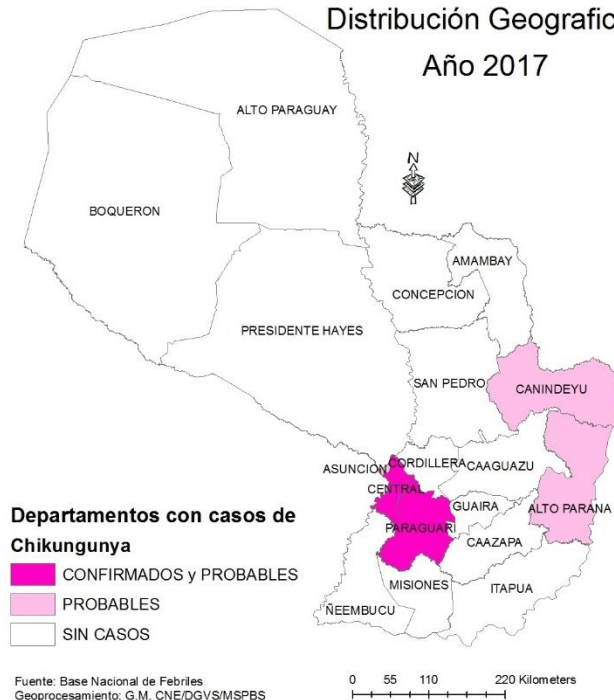 Distribución Geografic
Año 2017
N
ALTO PARAGUAY
BOQUERON
AMAMBAY
CONCEPCION
PRESIDENTE HAYES
SAN PEDRO
CANINDEYU
ASUNCION
CORDILLERA
CAAGUAZU
CENTRAL
GUAIRA
ALTO PARANA
PARAGUARI
CAAZAPA
MISIONES
ITAPUA
ÑEEMBUCU
Departamentos con casos de
Chikungunya
CONFIRMADOS y PROBABLES
PROBABLES
SIN CASOS
Fuente: Base Nacional de Febriles
Geoprocesamiento: G.M. CNE/DGVS/MSPBS
0 55 110 220 Kilometers